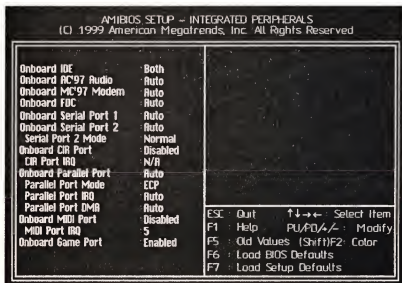 AMIBIOS SETUP – INTEGRATED PERIPHERALS
(C) 1999 American Megatrends, Inc. All Rights Reserved
Onboard IDE : Both
Onboard AC'97 Audio : Auto
Onboard MC'97 Modem : Auto
Onboard FDC : Auto
Onboard Serial Port 1 : Auto
Onboard Serial Port 2 : Auto
Serial Port 2 Mode : Normal
Onboard CIR Port : Disabled
CIR Port IRQ : N/A
Onboard Parallel Port : Auto
Parallel Port Mode : ECP
Parallel Port IRQ : Auto
Parallel Port DMA : Auto
Onboard MIDI Port : Disabled
MIDI Port IRQ : 5
Onboard Game Port : Enabled
ESC : Quit ↑↓→← : Select Item
F1 : Help PU/PD/+/- : Modify
F5 : Old Values (Shift)F2 : Color
F6 : Load BIOS Defaults
F7 : Load Setup Defaults